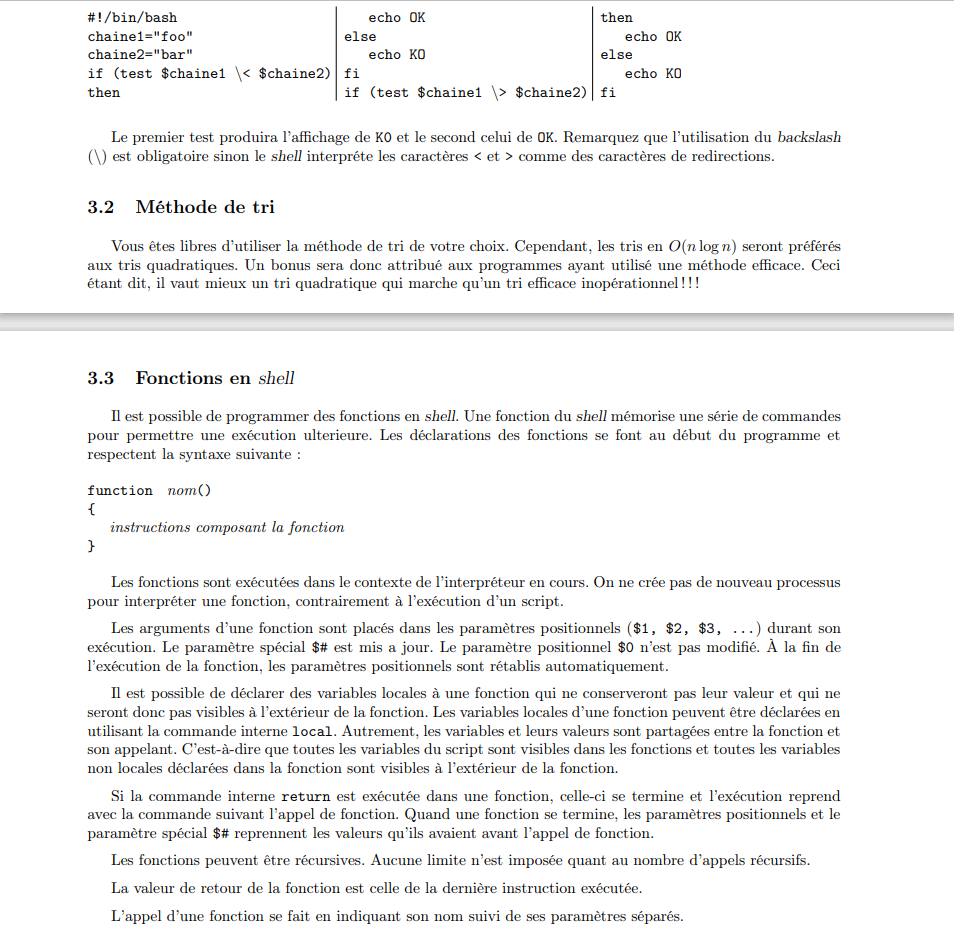 #!/bin/bash
chaine1="foo"
chaine2="bar"
if (test $chaine1 \< $chaine2)
then
echo OK
else
echo KO
fi
if (test $chaine1 \> $chaine2)
then
echo OK
else
echo KO
fi
Le premier test produira l'affichage de KO et le second celui de OK. Remarquez que l'utilisation du backslash
(\) est obligatoire sinon le shell interpréte les caractères < et > comme des caractères de redirections.
3.2 Méthode de tri
Vous êtes libres d'utiliser la méthode de tri de votre choix. Cependant, les tris en O(n log n) seront préférés
aux tris quadratiques. Un bonus sera donc attribué aux programmes ayant utilisé une méthode efficace. Ceci
étant dit, il vaut mieux un tri quadratique qui marche qu'un tri efficace inopérationnel!!!
3.3 Fonctions en shell
Il est possible de programmer des fonctions en shell. Une fonction du shell mémorise une série de commandes
pour permettre une exécution ulterieure. Les déclarations des fonctions se font au début du programme et
respectent la syntaxe suivante :
function nom()
{
instructions composant la fonction
}
Les fonctions sont exécutées dans le contexte de l'interpréteur en cours. On ne crée pas de nouveau processus
pour interpréter une fonction, contrairement à l'exécution d'un script.
Les arguments d'une fonction sont placés dans les paramètres positionnels ($1, $2, $3, ...) durant son
exécution. Le paramètre spécial $# est mis a jour. Le paramètre positionnel $0 n'est pas modifié. À la fin de
l'exécution de la fonction, les paramètres positionnels sont rétablis automatiquement.
Il est possible de déclarer des variables locales à une fonction qui ne conserveront pas leur valeur et qui ne
seront donc pas visibles à l'extérieur de la fonction. Les variables locales d'une fonction peuvent être déclarées en
utilisant la commande interne local. Autrement, les variables et leurs valeurs sont partagées entre la fonction et
son appelant. C'est-à-dire que toutes les variables du script sont visibles dans les fonctions et toutes les variables
non locales déclarées dans la fonction sont visibles à l'extérieur de la fonction.
Si la commande interne return est exécutée dans une fonction, celle-ci se termine et l'exécution reprend
avec la commande suivant l'appel de fonction. Quand une fonction se termine, les paramètres positionnels et le
paramètre spécial $# reprennent les valeurs qu'ils avaient avant l'appel de fonction.
Les fonctions peuvent être récursives. Aucune limite n'est imposée quant au nombre d'appels récursifs.
La valeur de retour de la fonction est celle de la dernière instruction exécutée.
L'appel d'une fonction se fait en indiquant son nom suivi de ses paramètres séparés.